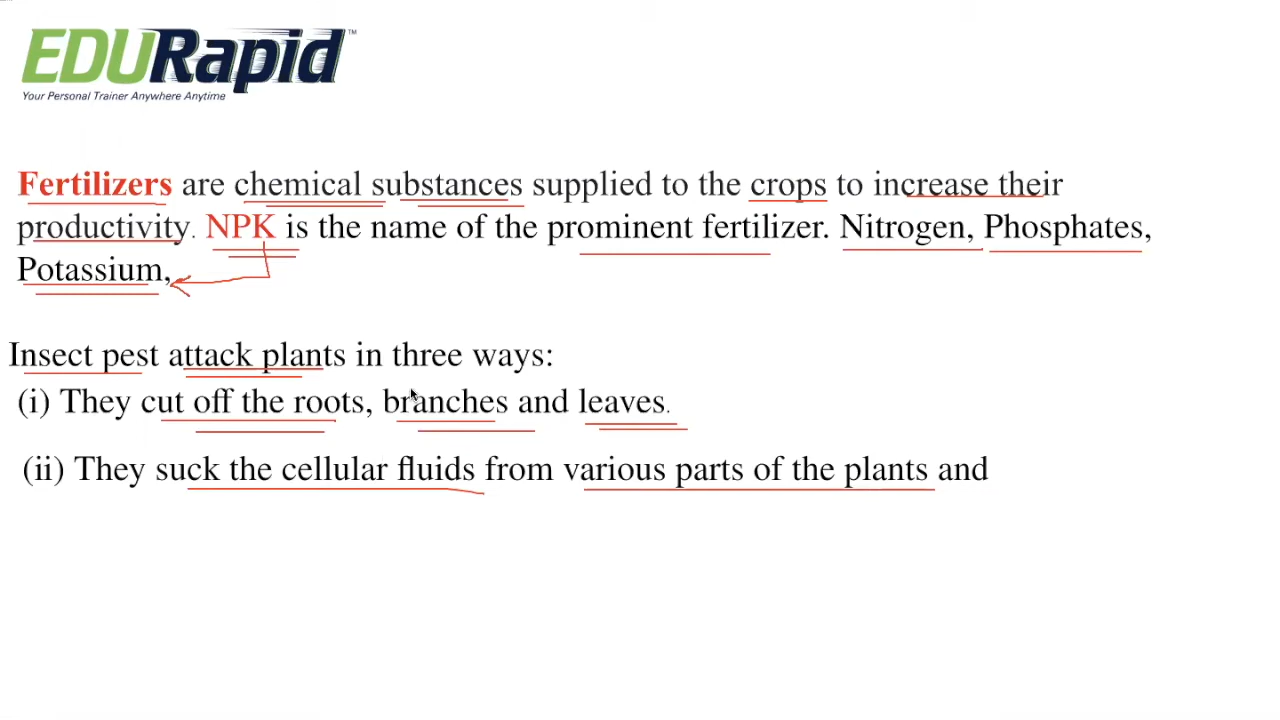 EDURapid™
Your Personal Trainer Anywhere Anytime
Fertilizers are chemical substances supplied to the crops to increase their
productivity. NPK is the name of the prominent fertilizer. Nitrogen, Phosphates,
Potassium,
Insect pest attack plants in three ways:
(i) They cut off the roots, branches and leaves.
(ii) They suck the cellular fluids from various parts of the plants and